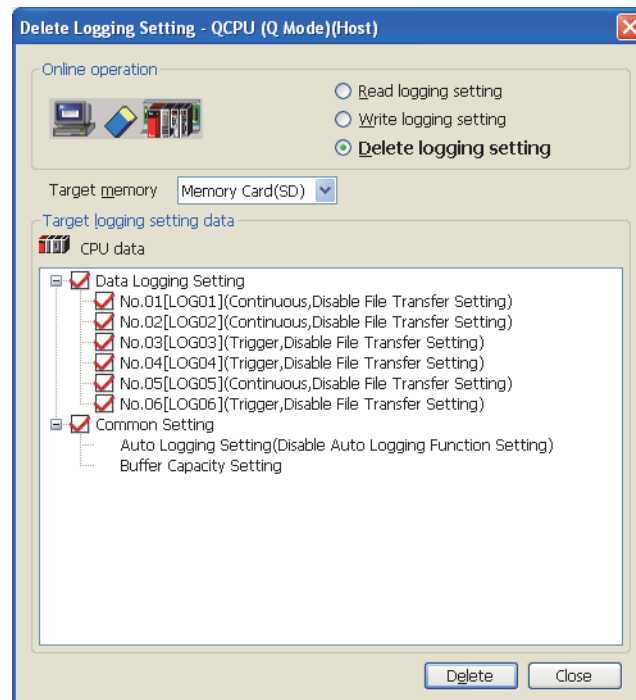 Delete Logging Setting - QCPU (Q Mode)(Host)
Online operation
Read logging setting
Write logging setting
Delete logging setting
Target memory Memory Card(SD)
Target logging setting data
CPU data
Data Logging Setting
No.01[LOG01](Continuous,Disable File Transfer Setting)
No.02[LOG02](Continuous,Disable File Transfer Setting)
No.03[LOG03](Trigger,Disable File Transfer Setting)
No.04[LOG04](Trigger,Disable File Transfer Setting)
No.05[LOG05](Continuous,Disable File Transfer Setting)
No.06[LOG06](Trigger,Disable File Transfer Setting)
Common Setting
Auto Logging Setting(Disable Auto Logging Function Setting)
Buffer Capacity Setting
Delete Close